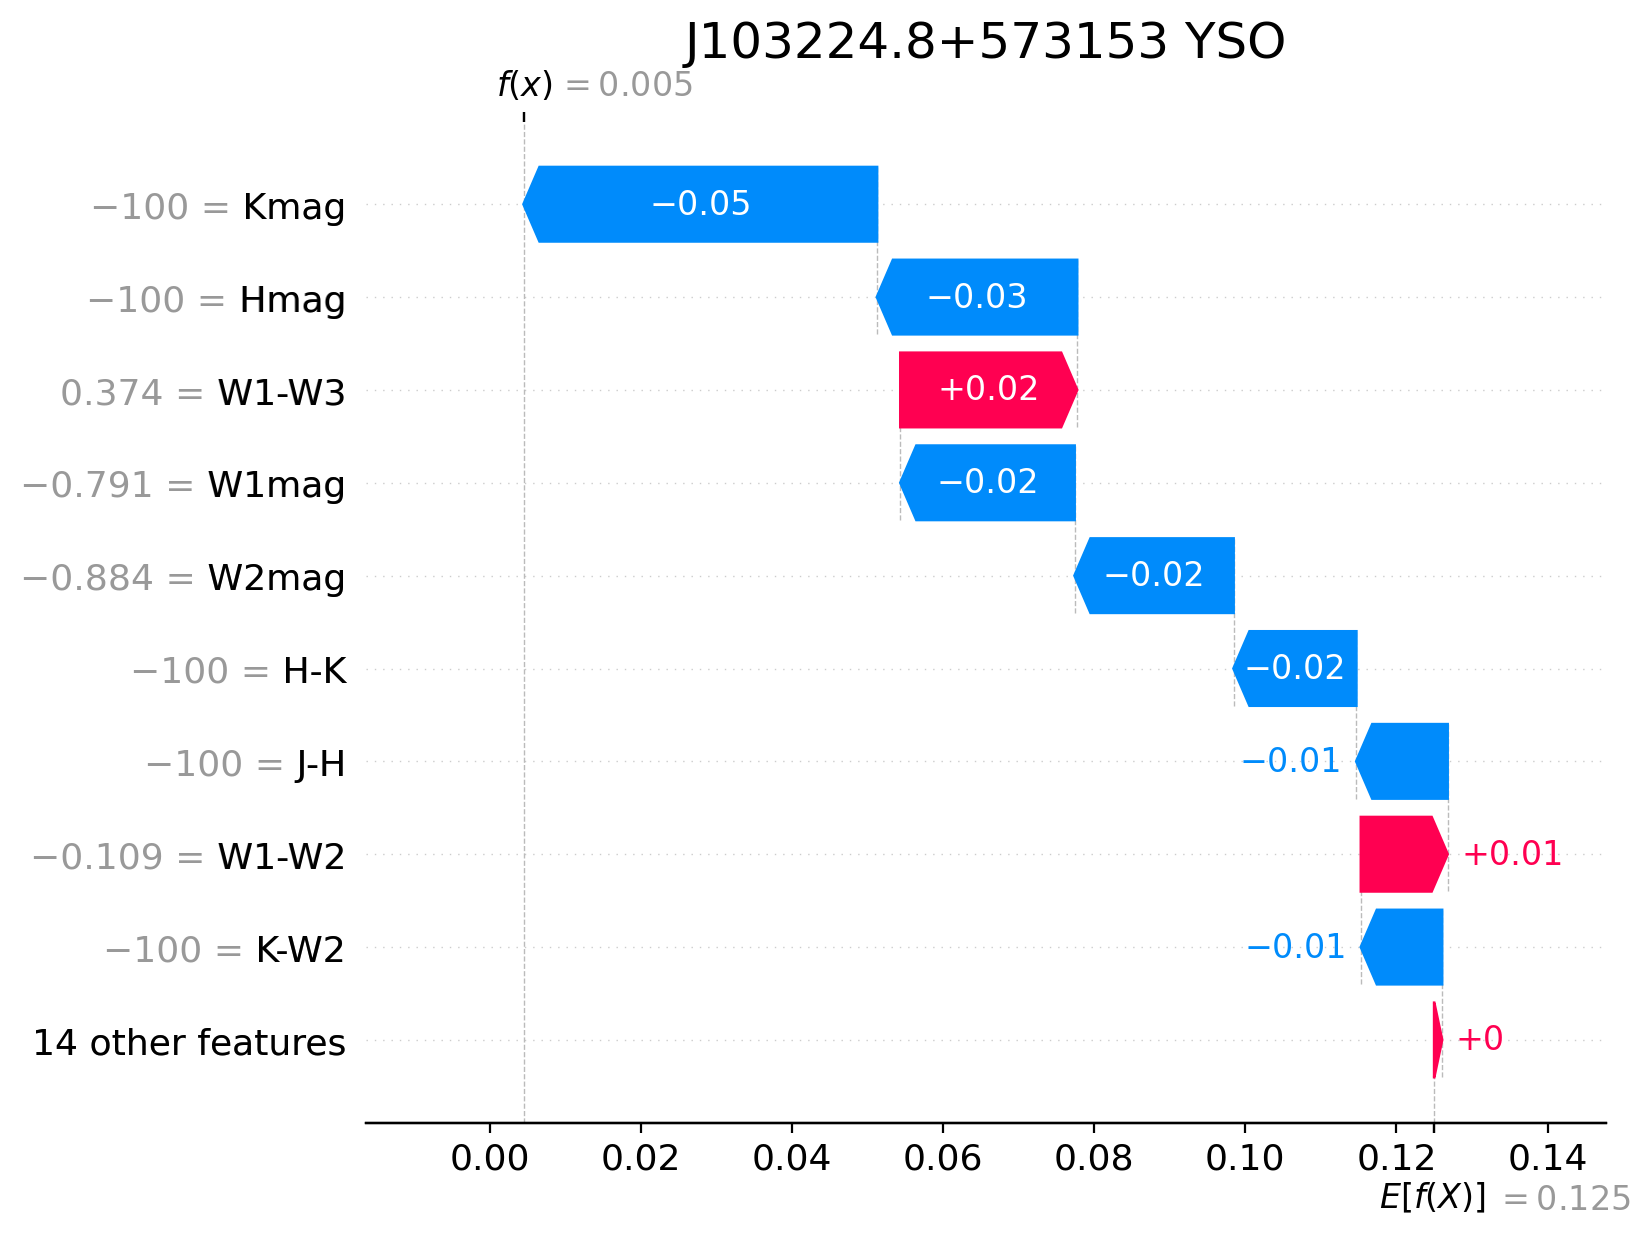 J103224.8+573153 YSO
f(x) = 0.005
−100 = Kmag
−0.05
−100 = Hmag
−0.03
0.374 = W1-W3
+0.02
−0.791 = W1mag
−0.02
−0.884 = W2mag
−0.02
−100 = H-K
−0.02
−100 = J-H
−0.01
−0.109 = W1-W2
+0.01
−100 = K-W2
−0.01
14 other features
+0
0.00 0.02 0.04 0.06 0.08 0.10 0.12 0.14
E[f(X)] = 0.125